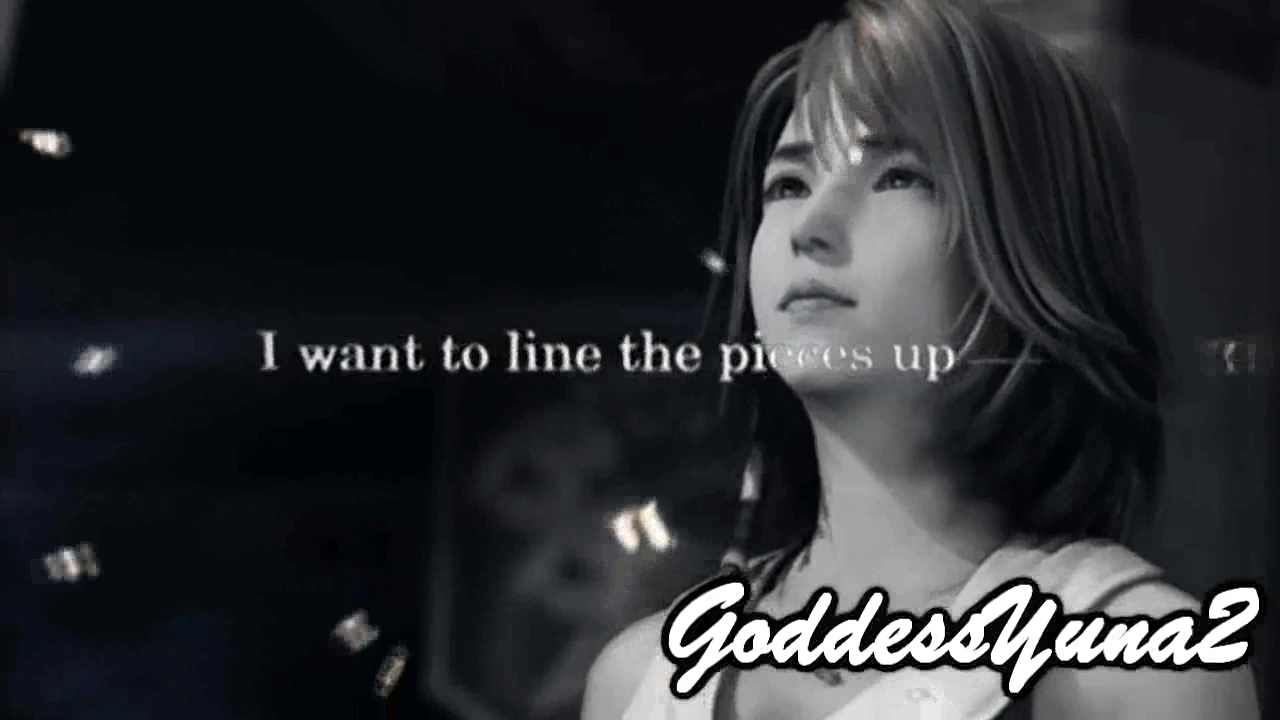 I want to line the pieces up
GoddessYuna2